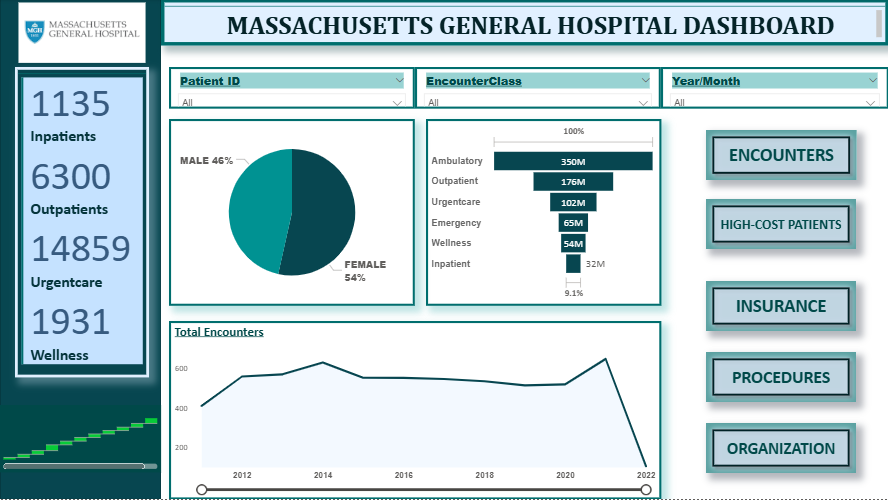 MASSACHUSETTS
GENERAL HOSPITAL
MGH
1811
MASSACHUSETTS GENERAL HOSPITAL DASHBOARD
1135
Inpatients
6300
Outpatients
14859
Urgentcare
1931
Wellness
Patient ID
All
EncounterClass
All
Year/Month
All
MALE 46%
FEMALE
54%
100%
Ambulatory 350M
Outpatient 176M
Urgentcare 102M
Emergency 65M
Wellness 54M
Inpatient 32M
9.1%
ENCOUNTERS
HIGH-COST PATIENTS
INSURANCE
PROCEDURES
ORGANIZATION
Total Encounters
600
400
200
2012 2014 2016 2018 2020 2022